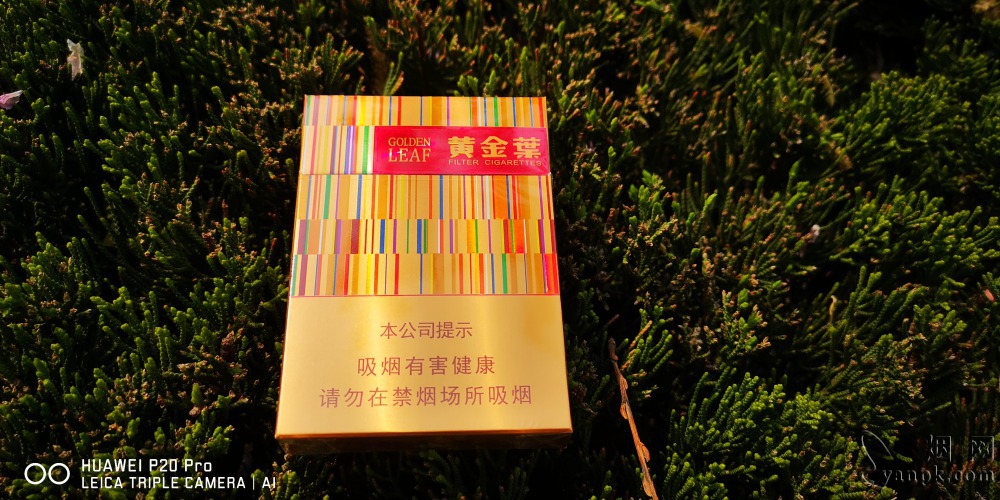 GOLDEN
LEAF
黄金葉
FILTER CIGARETTES
本公司提示
吸烟有害健康
请勿在禁烟场所吸烟
HUAWEI P20 Pro
LEICA TRIPLE CAMERA | AI
烟网
yanpk.com